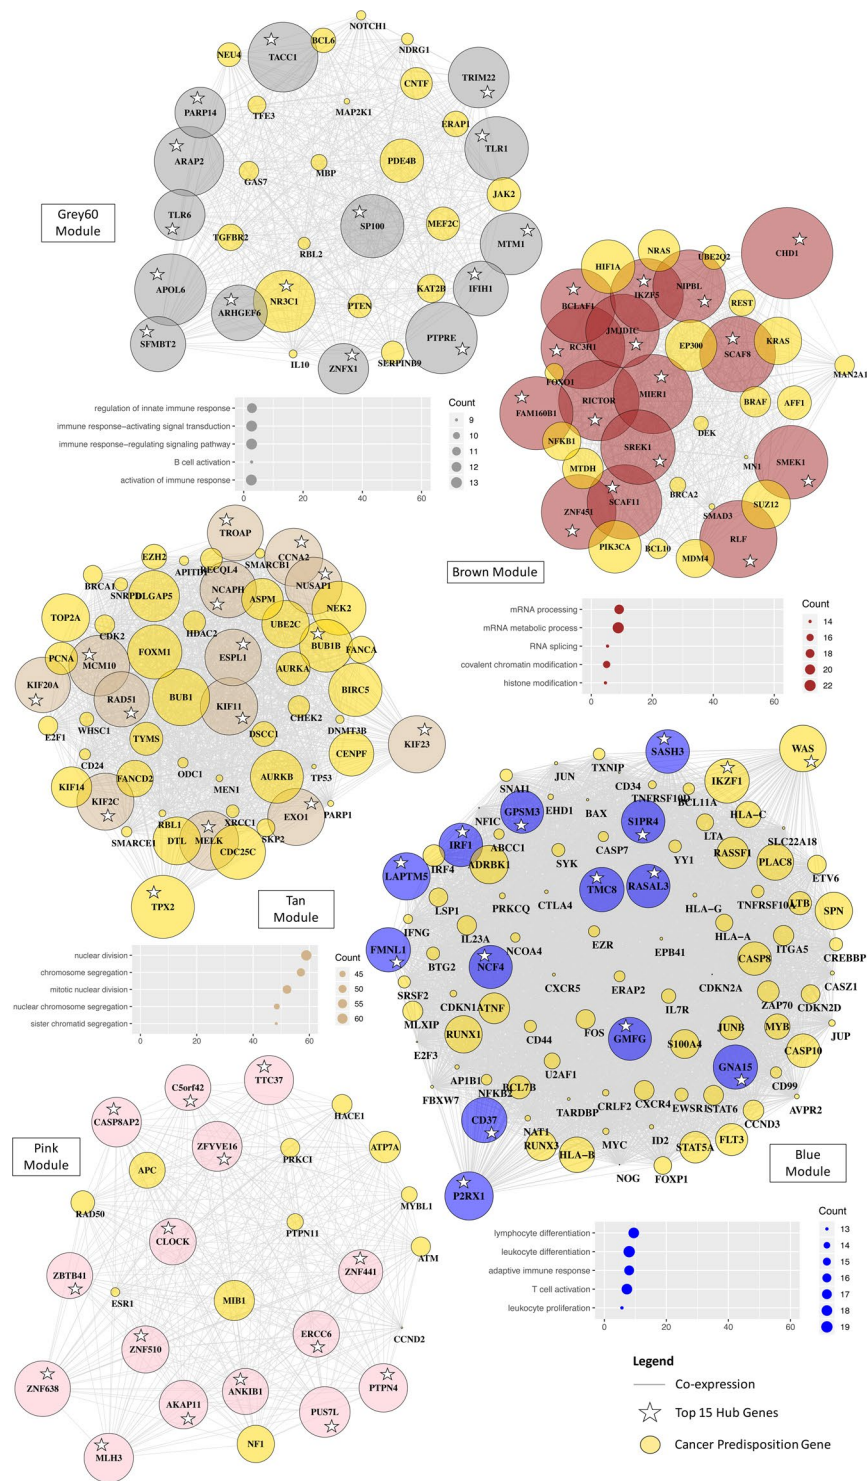 NOTCH1
BCL6
NDRG1
NEU4
TACC1
TRIM22
CNTF
PARP14
TFE3
MAP2K1
ERAP1
TLR1
ARAP2
PDE4B
GAS7
MBP
JAK2
Grey60
Module
TLR6
SP100
MEF2C
TGFBR2
RBL2
MTM1
APOL6
KAT2B
IFIH1
NR3C1
PTEN
ARHGEF6
PTPRE
SFMBT2
IL10
SERPINB9
ZNFX1
regulation of innate immune response
immune response-activating signal transduction
immune response-regulating signaling pathway
B cell activation
activation of immune response
0
20
40
60
Count
9
10
11
12
13
NRAS
UBE2Q2
CHD1
HIF1A
IKZF5
NIPBL
BCLAF1
REST
JMJD1C
RC3H1
EP300
SCAF8
KRAS
MAN2A1
FOXO1
MIER1
RICTOR
BRAF
AFF1
FAM160B1
DEK
NFKB1
SREK1
MTDH
MN1
SMEK1
BRCA2
SCAF11
SUZ12
ZNF451
SMAD3
RLF
PIK3CA
BCL10
MDM4
Brown Module
mRNA processing
mRNA metabolic process
RNA splicing
covalent chromatin modification
histone modification
0
20
40
60
Count
14
16
18
20
22
TROAP
CCNA2
EZH2
SMARCB1
RECQL4
APITD1
BRCA1
NUSAP1
SNRPD
NCAPH
DLGAP5
ASPM
NEK2
TOP2A
UBE2C
HDAC2
CDK2
BUB1B
FANCA
PCNA
FOXM1
ESPL1
MCM10
AURKA
KIF20A
BIRC5
RAD51
BUB1
KIF11
CHEK2
E2F1
WHSC1
DNMT3B
TYMS
DSCC1
KIF23
CENPF
CD24
ODC1
TP53
FANCD2
AURKB
MEN1
KIF14
KIF2C
EXO1
PARP1
RBL1
XRCC1
SMARCE1
SKP2
DTL
MELK
CDC25C
TPX2
Tan
Module
nuclear division
chromosome segregation
mitotic nuclear division
nuclear chromosome segregation
sister chromatid segregation
0
20
40
60
Count
45
50
55
60
SASH3
WAS
JUN
TXNIP
IKZF1
SNAI1
CD34
TNFRSF10D
BCL11A
EHD1
GPSM3
BAX
S1PR4
HLA-C
NFIC
LTA
IRF1
ABCC1
CASP7
SLC22A18
YY1
RASSF1
ADRBK1
PLAC8
IRF4
SYK
ETV6
LAPTM5
TMC8
RASAL3
PRKCQ
CTLA4
TNFRSF10A
LTB
LSP1
HLA-G
SPN
IFNG
HLA-A
IL23A
NCOA4
EZR
EPB41
ITGA5
FMNL1
BTG2
CREBBP
NCF4
CASP8
CXCR5
ERAP2
CDKN2A
CASZ1
SRSF2
ZAP70
CDKN2D
CDKN1A
TNF
IL7R
MLXIP
FOS
JUNB
MYB
JUP
RUNX1
CD44
GMFG
S100A4
CASP10
E2F3
U2AF1
GNA15
AP1B1
CD99
FBXW7
NFKB2
BCL7B
CRLF2
CXCR4
EWSR1
STAT6
AVPR2
TARDBP
CCND3
CD37
NAT1
MYC
ID2
RUNX3
STAT5A
FLT3
HLA-B
P2RX1
NOG
FOXP1
Blue
Module
lymphocyte differentiation
leukocyte differentiation
adaptive immune response
T cell activation
leukocyte proliferation
0
20
40
60
Count
13
14
15
16
17
18
19
Pink
Module
TTC37
C5orf42
CASP8AP2
HACE1
ZFYVE16
PRKCI
ATP7A
APC
MYBL1
RAD50
PTPN11
CLOCK
ATM
ZBTB41
ZNF441
ESR1
MIB1
ERCC6
CCND2
ZNF510
ZNF638
ANKIB1
PTPN4
AKAP11
PUS7L
NF1
MLH3
Legend
Co-expression
Top 15 Hub Genes
Cancer Predisposition Gene